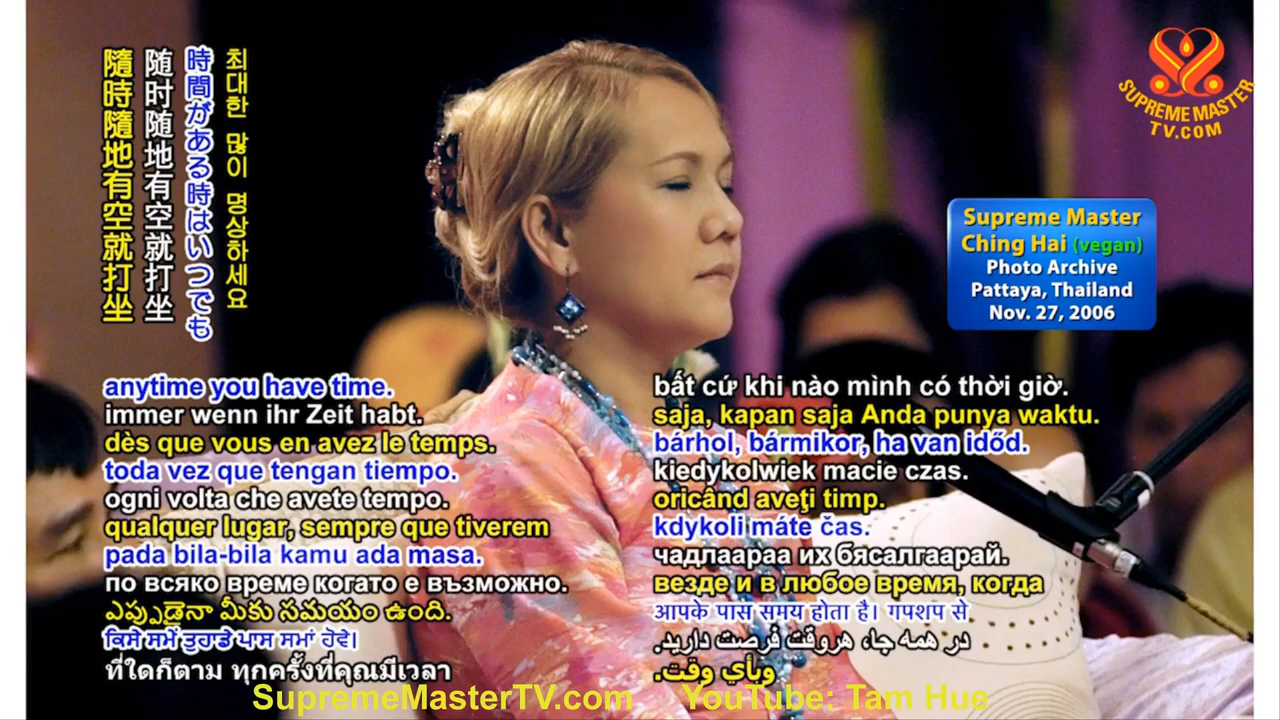 隨時隨地有空就打坐
随时随地有空就打坐
時間がある時はいつでも
최대한 많이 명상하세요
SUPREME MASTER
TV.COM
Supreme Master
Ching Hai (vegan)
Photo Archive
Pattaya, Thailand
Nov. 27, 2006
anytime you have time.
immer wenn ihr Zeit habt.
dès que vous en avez le temps.
toda vez que tengan tiempo.
ogni volta che avete tempo.
qualquer lugar, sempre que tiverem
pada bila-bila kamu ada masa.
по всяко време когато е възможно.
ఎప్పుడైనా మీకు సమయం ఉంది.
ਕਿਸੇ ਸਮੇਂ ਤੁਹਾਡੇ ਪਾਸ ਸਮਾਂ ਹੋਵੇ।
ที่ใดก็ตาม ทุกครั้งที่คุณมีเวลา
bất cứ khi nào mình có thời giờ.
saja, kapan saja Anda punya waktu.
bárhol, bármikor, ha van időd.
kiedykolwiek macie czas.
oricând aveţi timp.
kdykoli máte čas.
чадлаараа их бясалгаарай.
везде и в любое время, когда
आपके पास समय होता है। गपशप से
در همه جا، هروقت فرصت دارید.
وبأي وقت.
SupremeMasterTV.com YouTube: Tam Hue